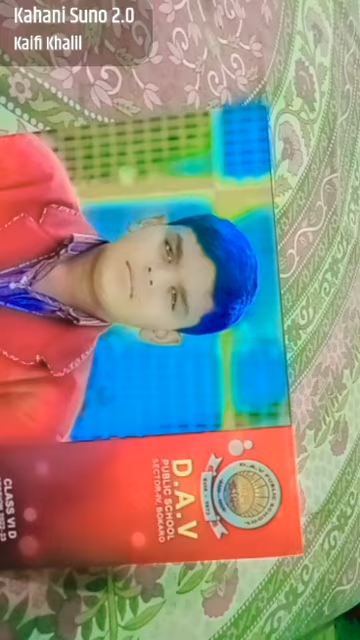 Kahani Suno 2.0
Kaifi Khalil
D.A.V
PUBLIC SCHOOL
SECTOR-IV, BOKARO
CLASS VI D